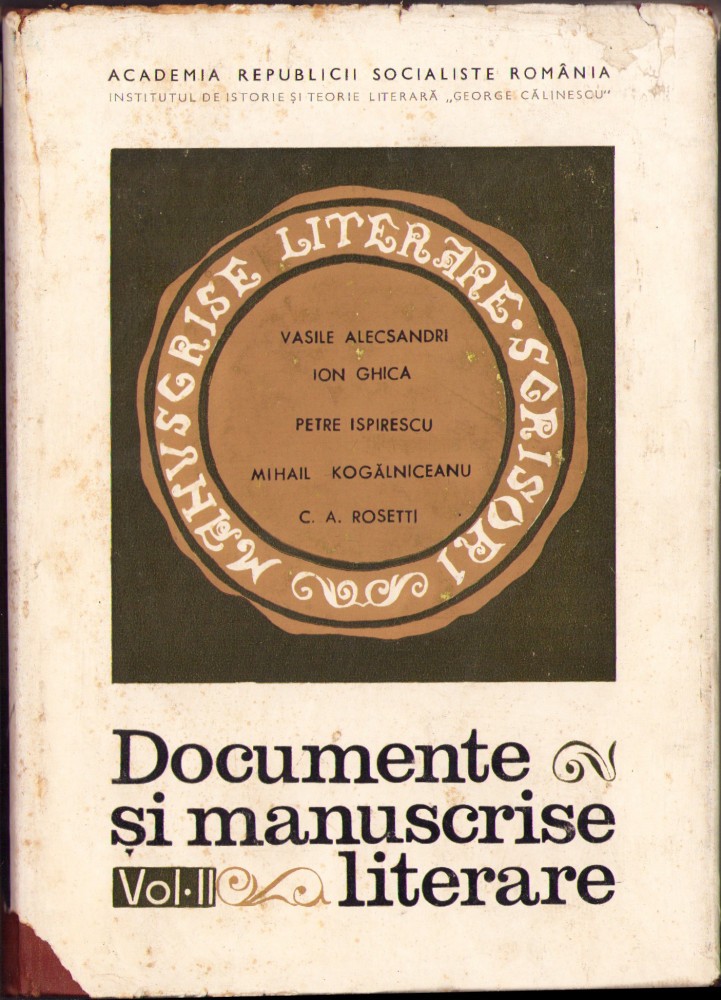 ACADEMIA REPUBLICII SOCIALISTE ROMÂNIA
INSTITUTUL DE ISTORIE ȘI TEORIE LITERARĂ „GEORGE CĂLINESCU"
MANUSCRISE LITERARE · SCRISORI
VASILE ALECSANDRI
ION GHICA
PETRE ISPIRESCU
MIHAIL KOGĂLNICEANU
C. A. ROSETTI
Documente
și manuscrise
Vol·II literare